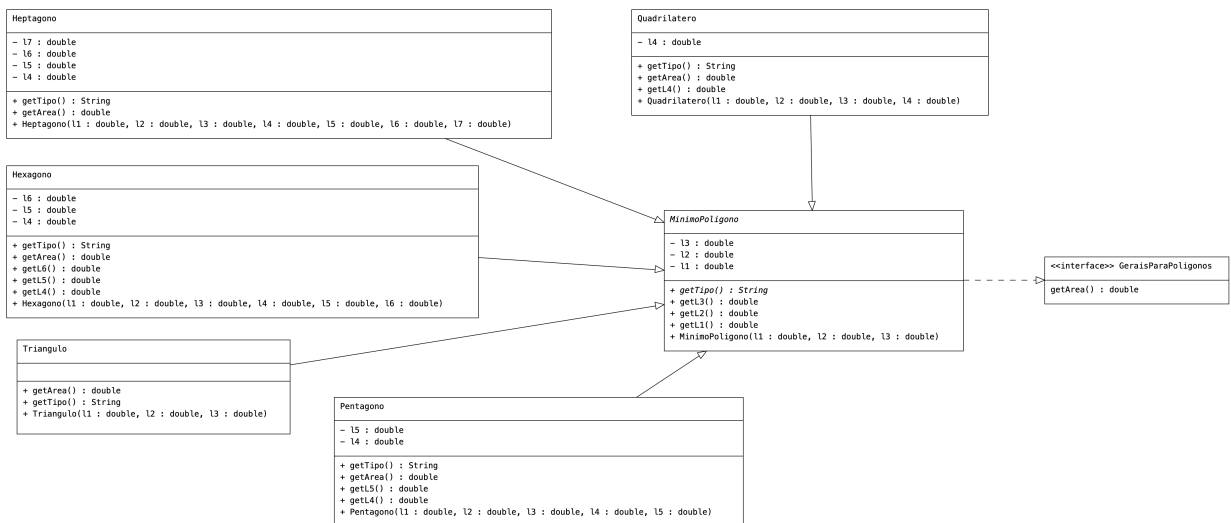 Heptagono
– l7 : double
– l6 : double
– l5 : double
– l4 : double
+ getTipo() : String
+ getArea() : double
+ Heptagono(l1 : double, l2 : double, l3 : double, l4 : double, l5 : double, l6 : double, l7 : double)
Quadrilatero
– l4 : double
+ getTipo() : String
+ getArea() : double
+ getL4() : double
+ Quadrilatero(l1 : double, l2 : double, l3 : double, l4 : double)
Hexagono
– l6 : double
– l5 : double
– l4 : double
+ getTipo() : String
+ getArea() : double
+ getL6() : double
+ getL5() : double
+ getL4() : double
+ Hexagono(l1 : double, l2 : double, l3 : double, l4 : double, l5 : double, l6 : double)
MinimoPoligono
– l3 : double
– l2 : double
– l1 : double
+ getTipo() : String
+ getL3() : double
+ getL2() : double
+ getL1() : double
+ MinimoPoligono(l1 : double, l2 : double, l3 : double)
<<interface>> GeraisParaPoligonos
getArea() : double
Triangulo
+ getArea() : double
+ getTipo() : String
+ Triangulo(l1 : double, l2 : double, l3 : double)
Pentagono
– l5 : double
– l4 : double
+ getTipo() : String
+ getArea() : double
+ getL5() : double
+ getL4() : double
+ Pentagono(l1 : double, l2 : double, l3 : double, l4 : double, l5 : double)